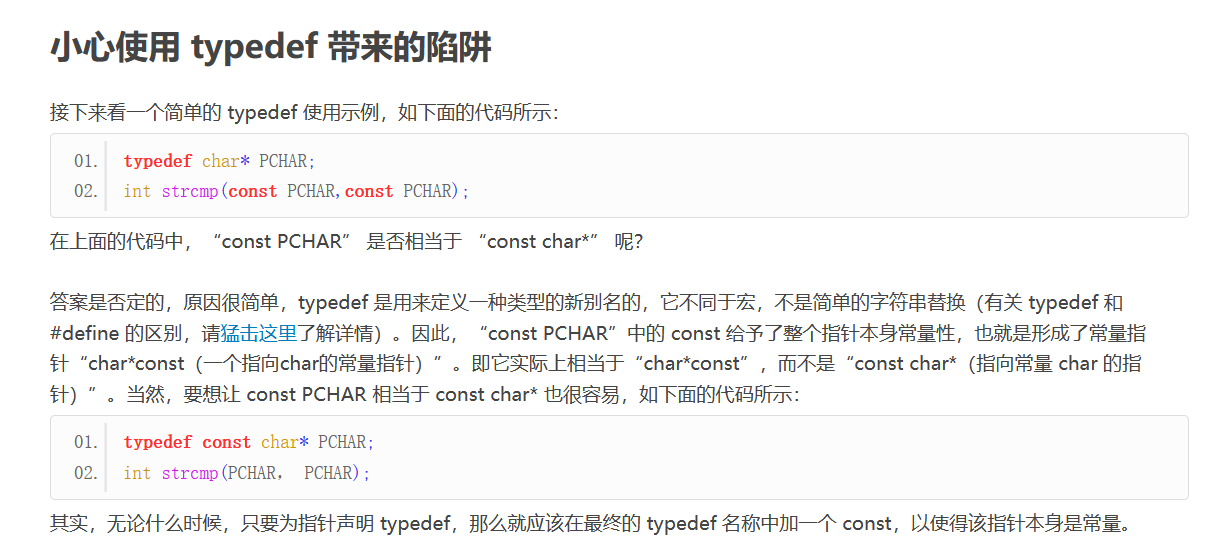 小心使用 typedef 带来的陷阱
接下来看一个简单的 typedef 使用示例，如下面的代码所示：
01. typedef char* PCHAR;
02. int strcmp(const PCHAR,const PCHAR);
在上面的代码中，“const PCHAR” 是否相当于 “const char*” 呢？
答案是否定的，原因很简单，typedef 是用来定义一种类型的新别名的，它不同于宏，不是简单的字符串替换（有关 typedef 和
#define 的区别，请猛击这里了解详情）。因此，“const PCHAR”中的 const 给予了整个指针本身常量性，也就是形成了常量指
针“char*const（一个指向char的常量指针）”。即它实际上相当于“char*const”，而不是“const char*（指向常量 char 的指
针）”。当然，要想让 const PCHAR 相当于 const char* 也很容易，如下面的代码所示：
01. typedef const char* PCHAR;
02. int strcmp(PCHAR， PCHAR);
其实，无论什么时候，只要为指针声明 typedef，那么就应该在最终的 typedef 名称中加一个 const，以使得该指针本身是常量。